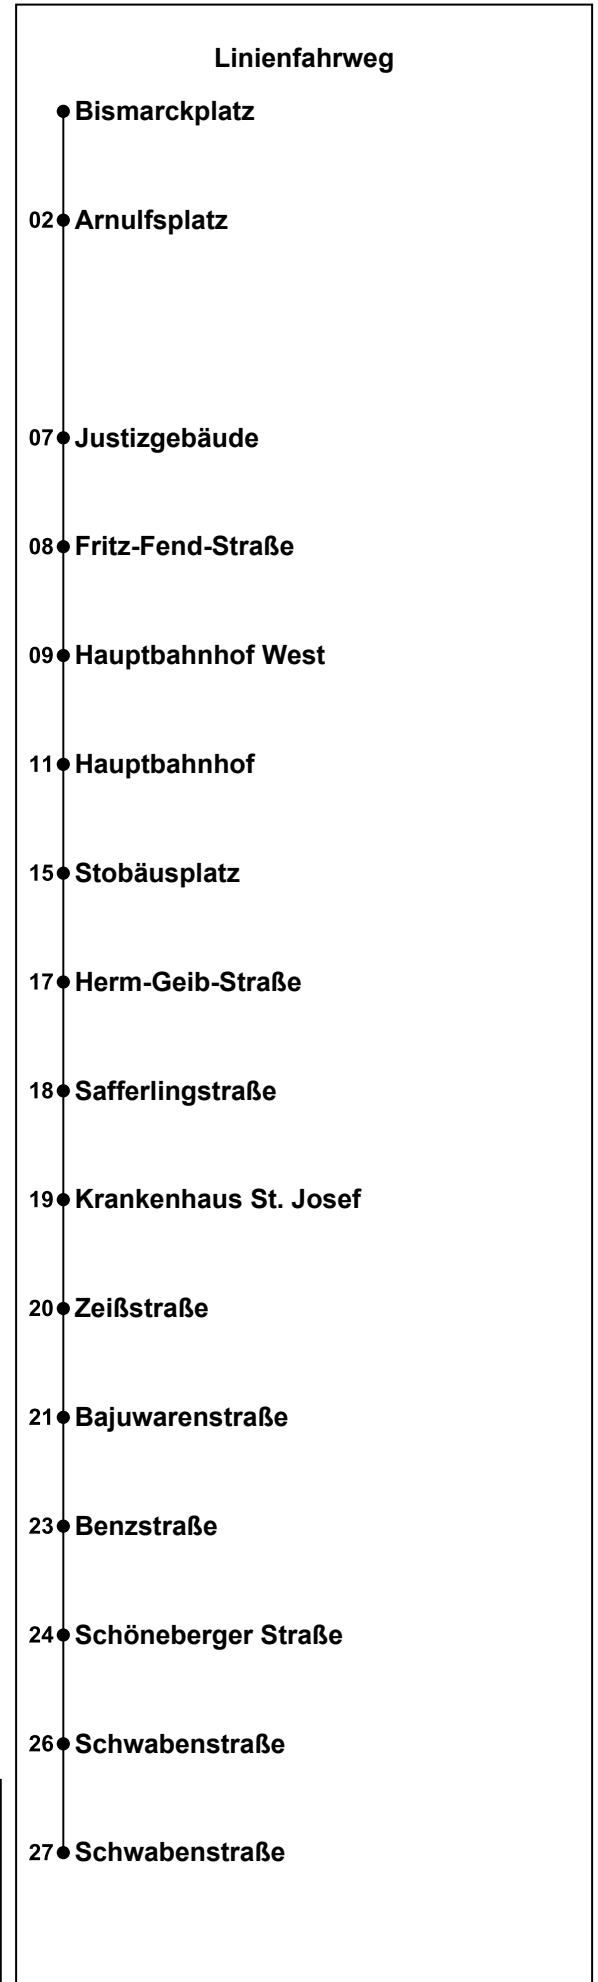 Linienfahrweg
Bismarckplatz
02 Arnulfsplatz
07 Justizgebäude
08 Fritz-Fend-Straße
09 Hauptbahnhof West
11 Hauptbahnhof
15 Stobäusplatz
17 Herm-Geib-Straße
18 Safferlingstraße
19 Krankenhaus St. Josef
20 Zeißstraße
21 Bajuwarenstraße
23 Benzstraße
24 Schöneberger Straße
26 Schwabenstraße
27 Schwabenstraße